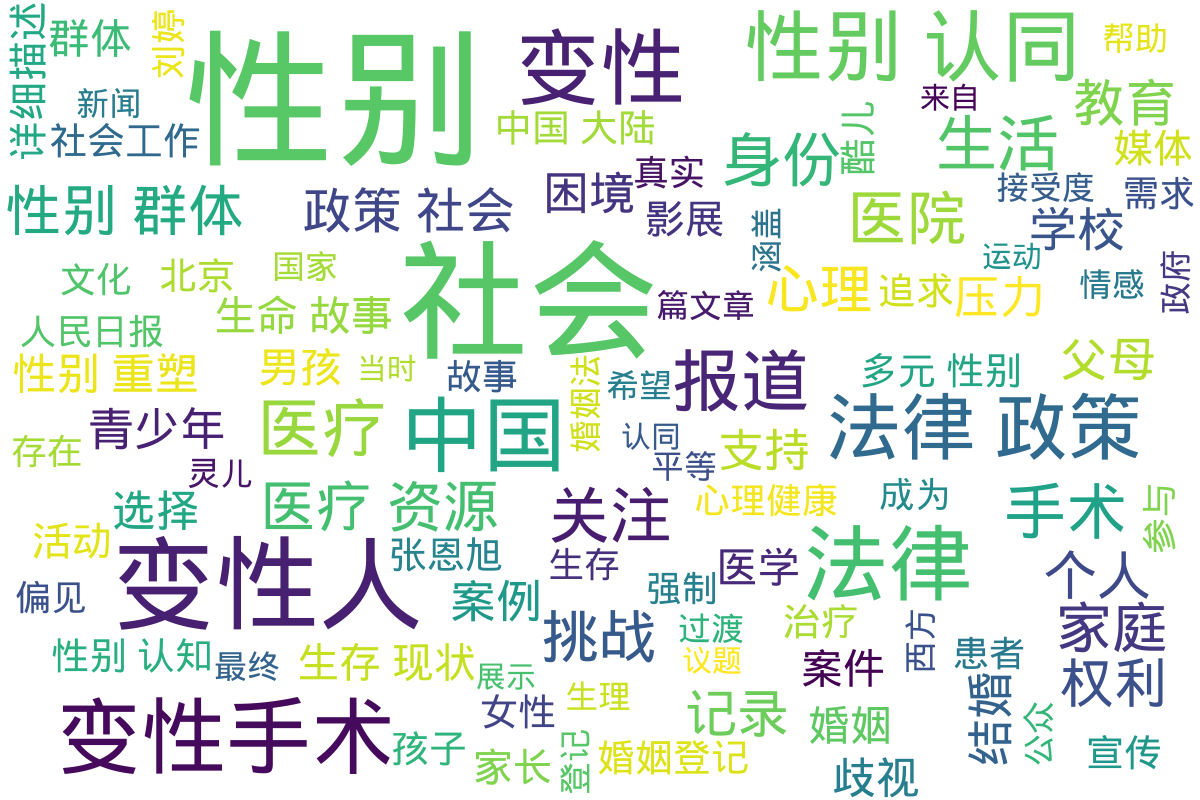 详细描述
群体
刘婷
性别
变性
性别 认同
帮助
新闻
社会工作
中国 大陆
来自
教育
身份
酷儿
生活
媒体
性别 群体
政策 社会
困境
真实
影展
涵盖
医院
接受度
学校
需求
文化
北京
国家
社会
篇文章
心理
追求
运动
压力
情感
政府
人民日报
生命 故事
性别 重塑
男孩
当时
故事
婚姻法
希望
报道
多元 性别
父母
青少年
医疗
中国
认同
平等
支持
法律 政策
存在
灵儿
选择
医疗 资源
关注
心理健康
成为
手术
参与
活动
变性人
张恩旭
生存
医学
法律
个人
偏见
案例
强制
挑战
过渡
治疗
西方
患者
家庭
性别 认知
最终
生存 现状
展示
议题
案件
结婚
权利
变性手术
女性
生理
记录
婚姻
公众
孩子
家长
登记
婚姻登记
歧视
宣传